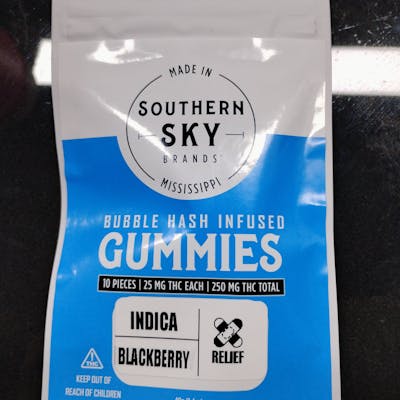 MADE IN
SOUTHERN
SKY
BRANDS
MISSISSIPPI
BUBBLE HASH INFUSED
GUMMIES
10 PIECES | 25 MG THC EACH | 250 MG THC TOTAL
INDICA
BLACKBERRY
RELIEF
THC
KEEP OUT OF
REACH OF CHILDREN